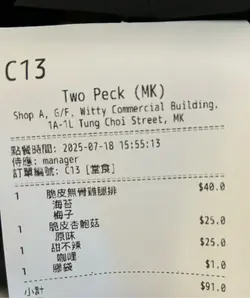 C13
Two Peck (MK)
Shop A, G/F, Witty Commercial Building,
1A-1L Tung Choi Street, MK
點餐時間: 2025-07-18 15:55:13
侍應: manager
訂單編號: C13 [堂食]
1 脆皮無骨雞腿排 $40.0
海苔
梅子
1 脆皮杏鮑菇 $25.0
原味
1 甜不辣 $25.0
咖哩
1 膠袋 $1.0
小計 $91.0